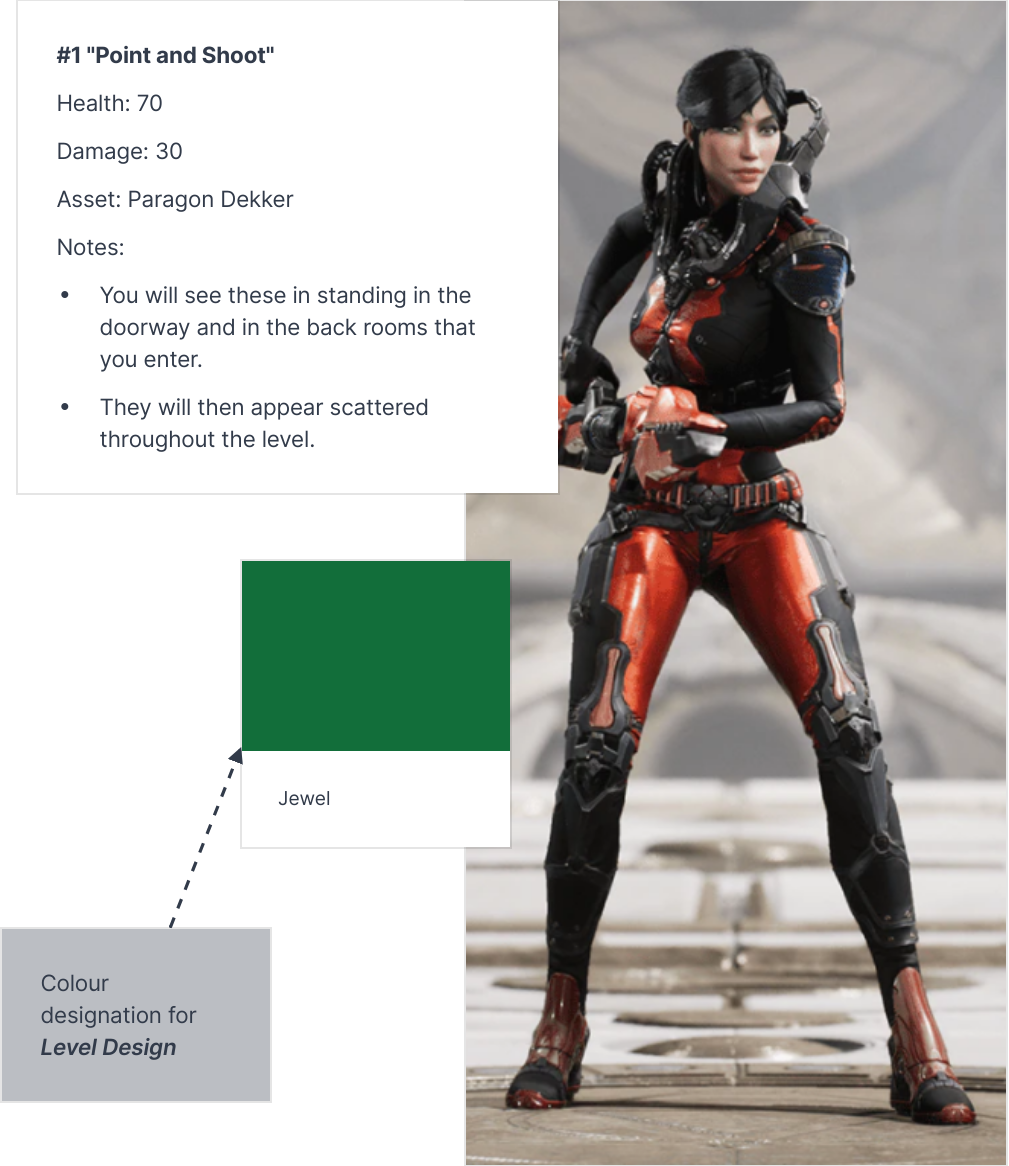 #1 "Point and Shoot"
Health: 70
Damage: 30
Asset: Paragon Dekker
Notes:
• You will see these in standing in the
doorway and in the back rooms that
you enter.
• They will then appear scattered
throughout the level.
Jewel
Colour
designation for
Level Design